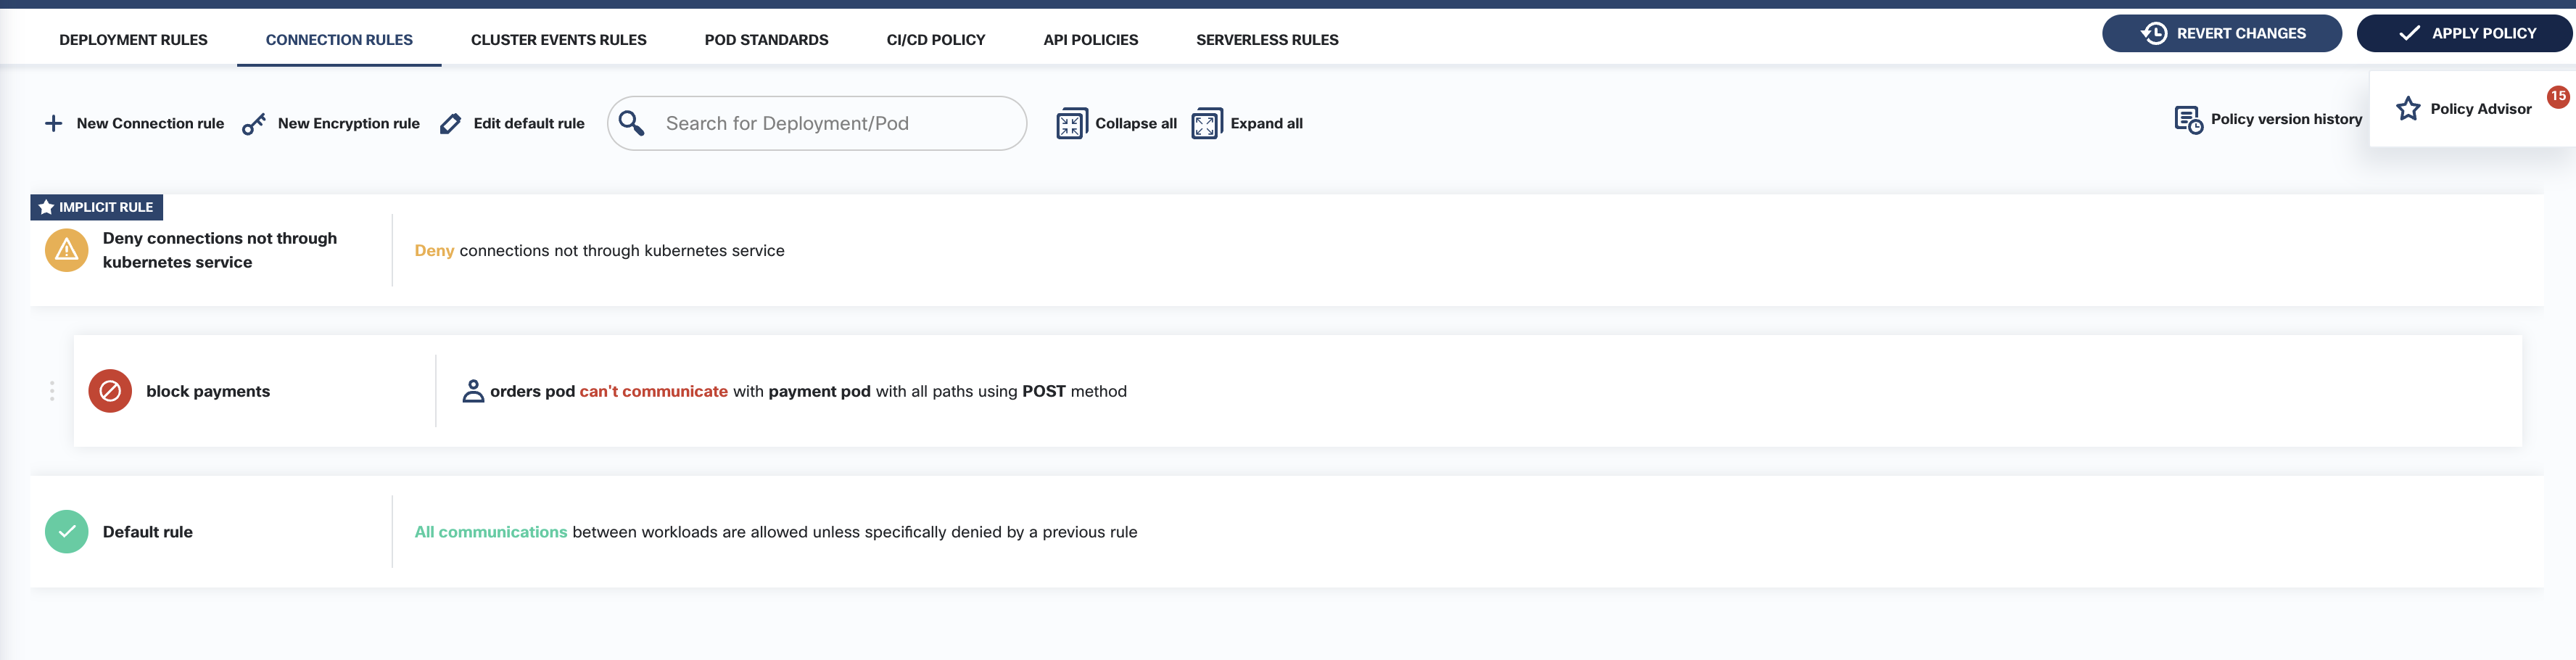 DEPLOYMENT RULES
CONNECTION RULES
CLUSTER EVENTS RULES
POD STANDARDS
CI/CD POLICY
API POLICIES
SERVERLESS RULES
REVERT CHANGES
APPLY POLICY
New Connection rule
New Encryption rule
Edit default rule
Search for Deployment/Pod
Collapse all
Expand all
Policy version history
Policy Advisor
15
IMPLICIT RULE
Deny connections not through
kubernetes service
Deny connections not through kubernetes service
block payments
orders pod can't communicate with payment pod with all paths using POST method
Default rule
All communications between workloads are allowed unless specifically denied by a previous rule